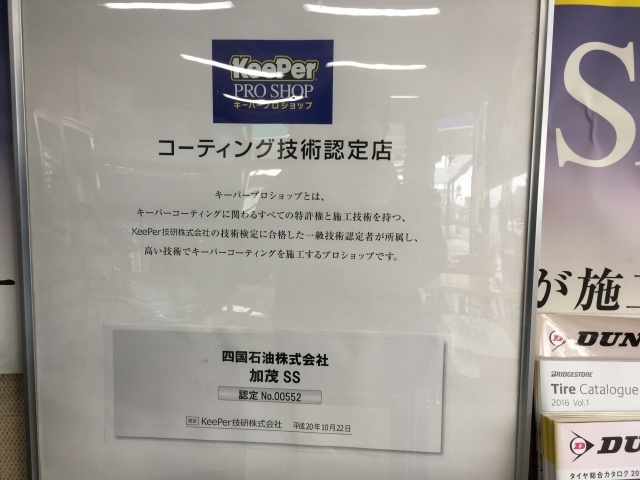 KeePer
PRO SHOP
キーパープロショップ
コーティング技術認定店
キーパープロショップとは、
キーパーコーティングに関わるすべての特許権と施工技術を持つ、
KeePer技研株式会社の技術検定に合格した一級技術認定者が所属し、
高い技術でキーパーコーティングを施工するプロショップです。
四国石油株式会社
加茂 SS
認定 No.00552
認定 KeePer技研株式会社 平成20年10月22日
S
が施
DUN
BRIDGESTONE
Tire Catalogue
2016 Vol.1
DU
タイヤ総合カタログ 20